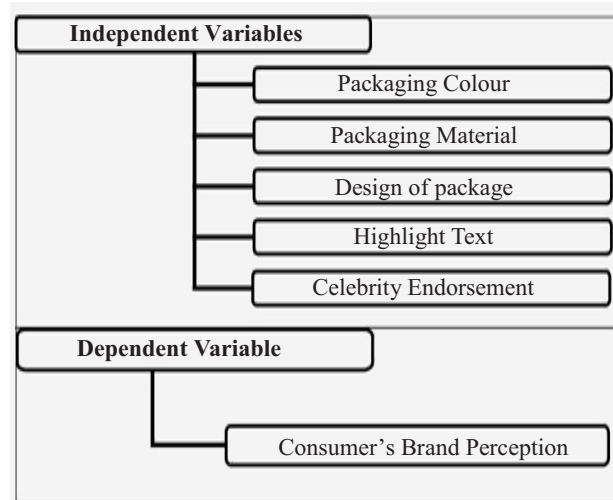 Independent Variables
Packaging Colour
Packaging Material
Design of package
Highlight Text
Celebrity Endorsement
Dependent Variable
Consumer’s Brand Perception